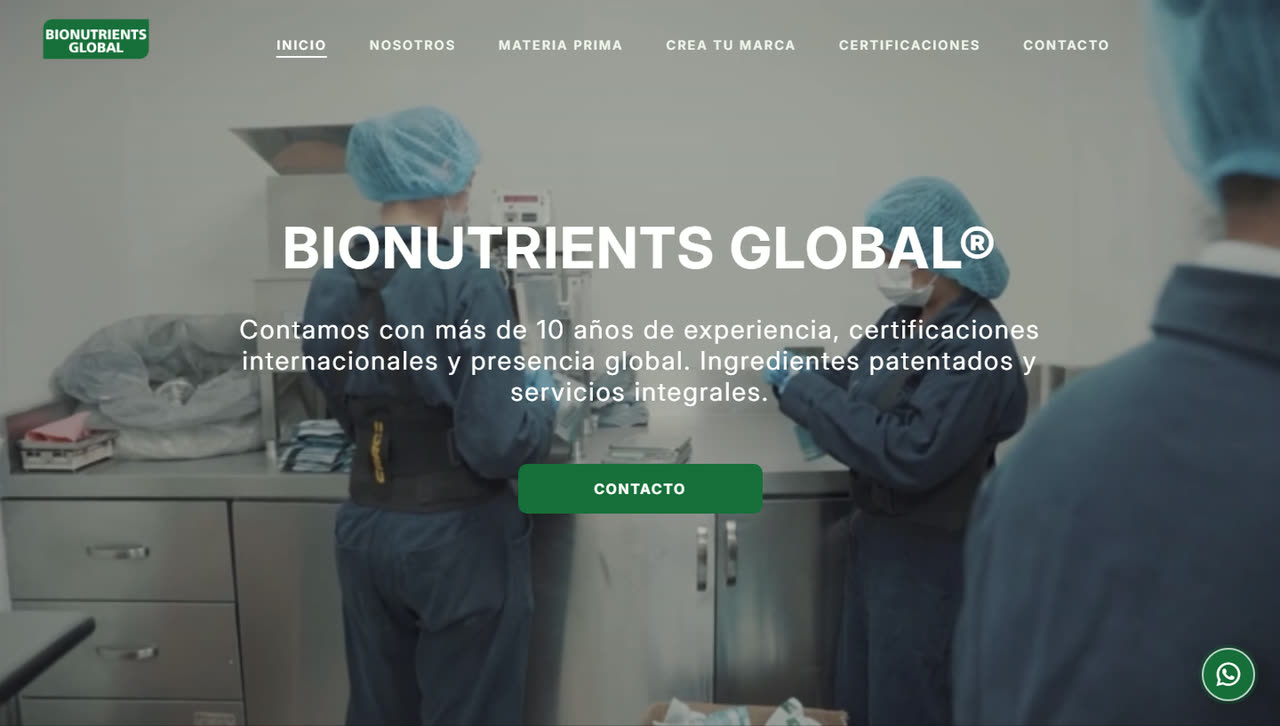 BIONUTRIENTS
GLOBAL
INICIO
NOSOTROS
MATERIA PRIMA
CREA TU MARCA
CERTIFICACIONES
CONTACTO
BIONUTRIENTS GLOBAL®
Contamos con más de 10 años de experiencia, certificaciones
internacionales y presencia global. Ingredientes patentados y
servicios integrales.
CONTACTO